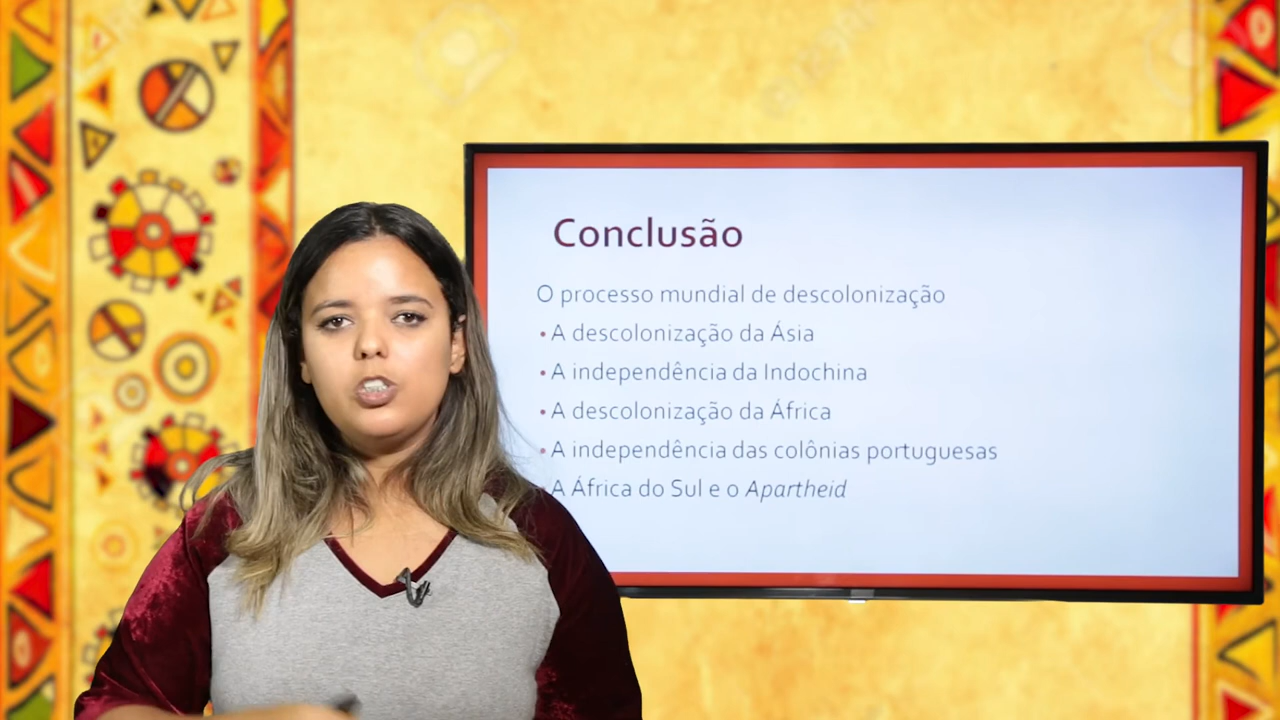 Conclusão
O processo mundial de descolonização
• A descolonização da Ásia
• A independência da Indochina
• A descolonização da África
• A independência das colônias portuguesas
• A África do Sul e o Apartheid